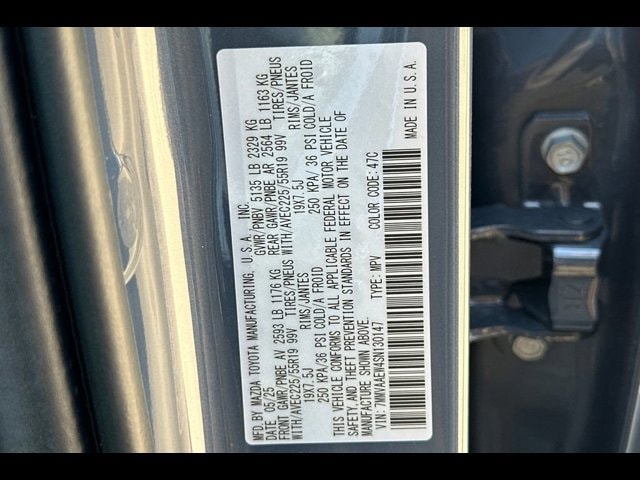 MFD.BY MAZDA TOYOTA MANUFACTURING, U.S.A., INC.
DATE: 05/25 GVWR/PNBV 5135 LB 2329 KG
FRONT GAWR/PNBE AV 2593 LB 1176 KG REAR GAWR/PNBE AR 2564 LB 1163 KG
WITH/AVEC225/55R19 99V TIRES/PNEUS WITH/AVEC225/55R19 99V TIRES/PNEUS
19X7.5J RIMS/JANTES 19X7.5J RIMS/JANTES
250 KPA/36 PSI COLD/A FROID 250 KPA/ 36 PSI COLD/A FROID
THIS VEHICLE CONFORMS TO ALL APPLICABLE FEDERAL MOTOR VEHICLE
SAFETY AND THEFT PREVENTION STANDARDS IN EFFECT ON THE DATE OF
MANUFACTURE SHOWN ABOVE.
VIN: 7MMVAAEW4SN130147 TYPE: MPV COLOR CODE: 47C
MADE IN U.S.A.